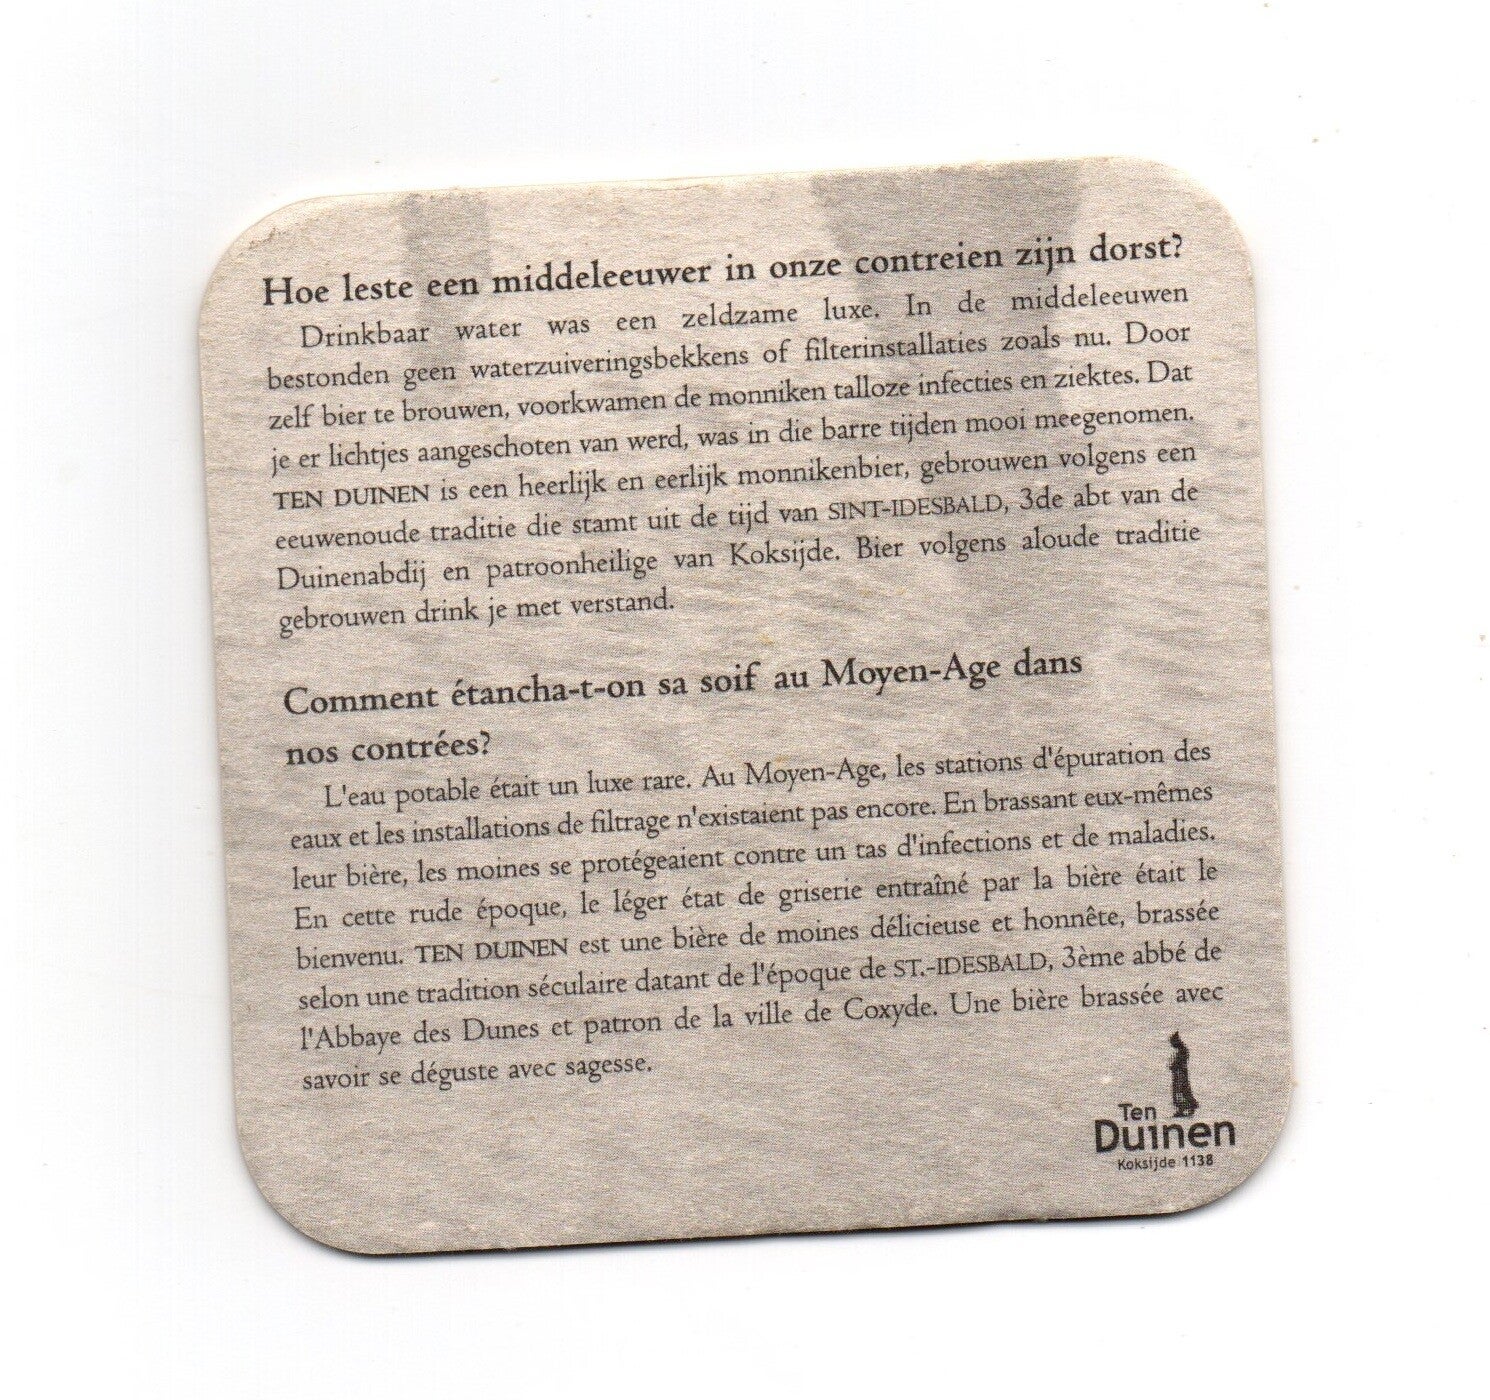 Hoe leste een middeleeuwer in onze contreien zijn dorst?
Drinkbaar water was een zeldzame luxe. In de middeleeuwen
bestonden geen waterzuiveringsbekkens of filterinstallaties zoals nu. Door
zelf bier te brouwen, voorkwamen de monniken talloze infecties en ziektes. Dat
je er lichtjes aangeschoten van werd, was in die barre tijden mooi meegenomen.
TEN DUINEN is een heerlijk en eerlijk monnikenbier, gebrouwen volgens een
eeuwenoude traditie die stamt uit de tijd van SINT-IDESBALD, 3de abt van de
Duinenabdij en patroonheilige van Koksijde. Bier volgens aloude traditie
gebrouwen drink je met verstand.
Comment étancha-t-on sa soif au Moyen-Age dans
nos contrées?
L'eau potable était un luxe rare. Au Moyen-Age, les stations d'épuration des
eaux et les installations de filtrage n'existaient pas encore. En brassant eux-mêmes
leur bière, les moines se protégeaient contre un tas d'infections et de maladies.
En cette rude époque, le léger état de griserie entraîné par la bière était le
bienvenu. TEN DUINEN est une bière de moines délicieuse et honnête, brassée
selon une tradition séculaire datant de l'époque de ST.-IDESBALD, 3ème abbé de
l'Abbaye des Dunes et patron de la ville de Coxyde. Une bière brassée avec
savoir se déguste avec sagesse.
Ten
Duinen
Koksijde 1138